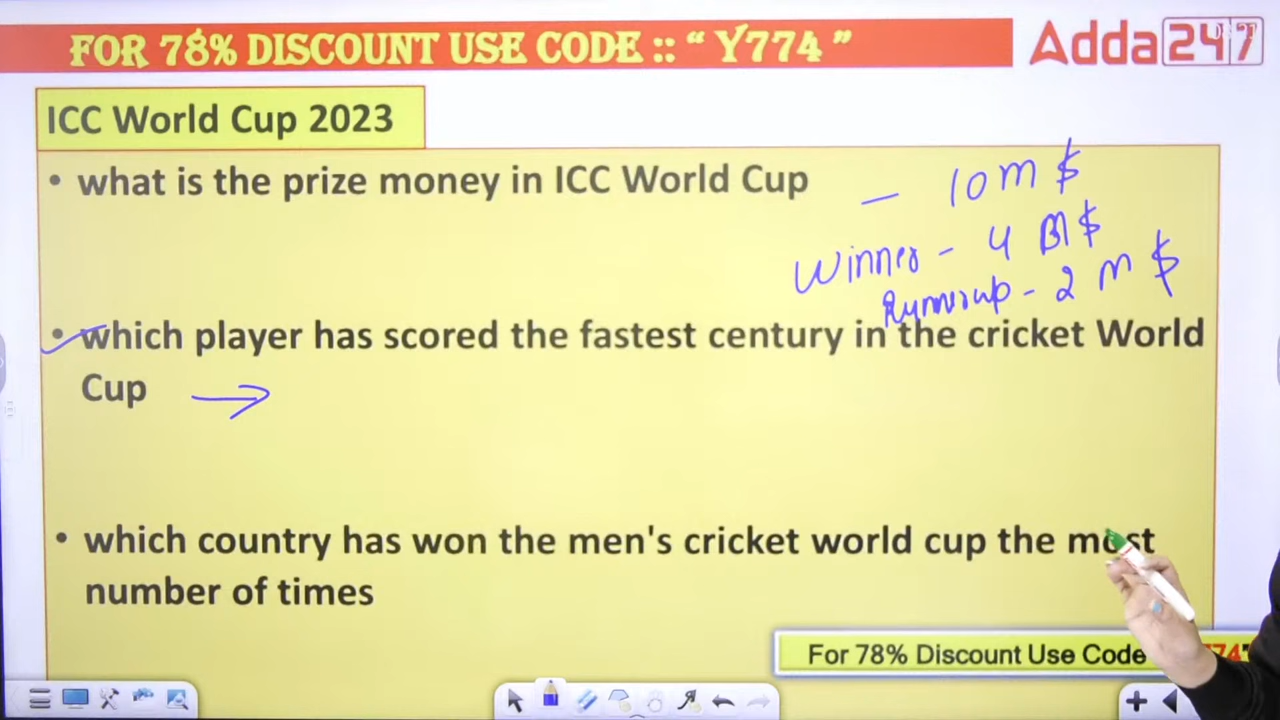 FOR 78% DISCOUNT USE CODE :: “ Y774 ”
Adda247
ICC World Cup 2023
• what is the prize money in ICC World Cup
– 10 m $
Winner – 4 m $
Runnerup – 2 m $
• which player has scored the fastest century in the cricket World
Cup →
• which country has won the men's cricket world cup the most
number of times
For 78% Discount Use Code